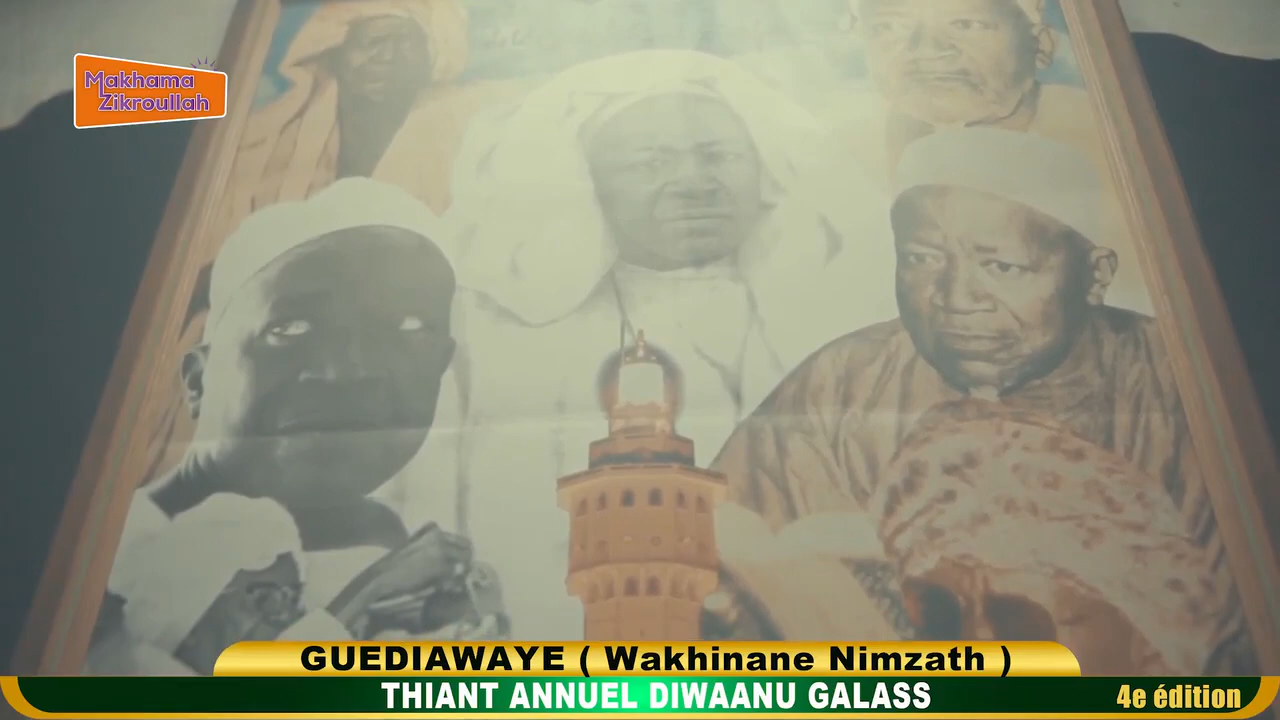 Makhama
Zikroullah
GUEDIAWAYE ( Wakhinane Nimzath )
THIANT ANNUEL DIWAANU GALASS
4e édition